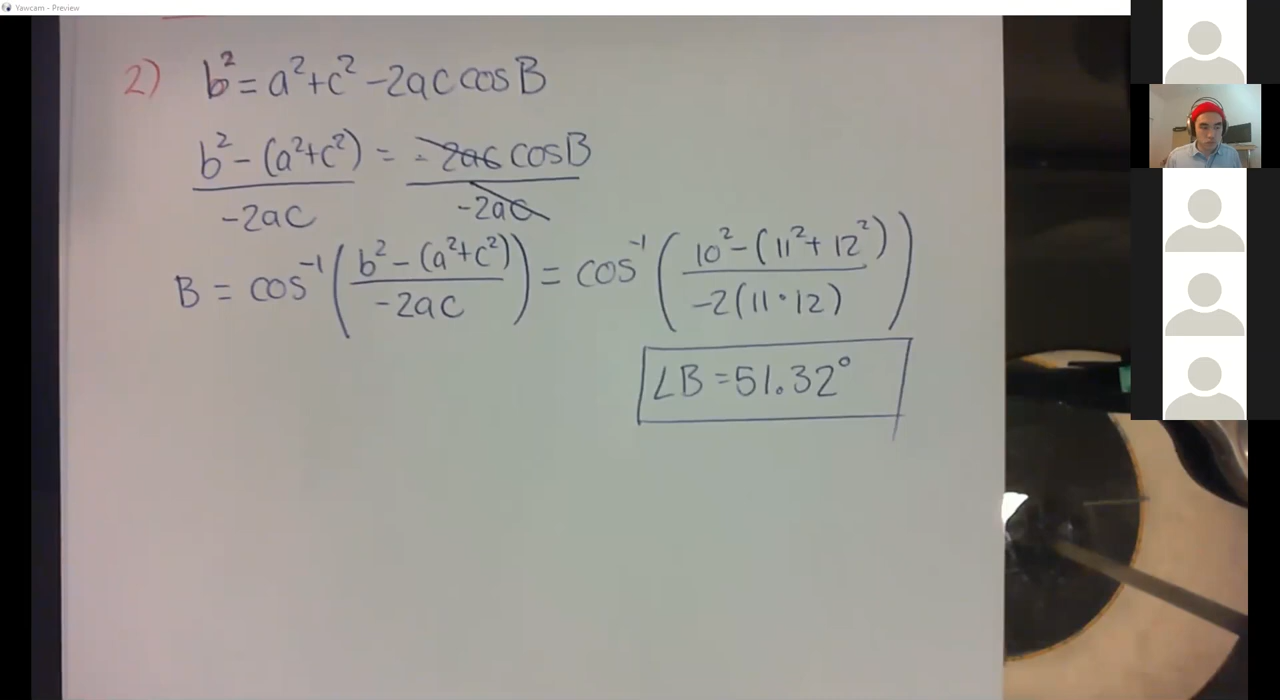 Yawcam - Preview
2) b² = a² + c² - 2ac cos B
b² - (a² + c²) / -2ac = -2ac cos B / -2ac
B = cos⁻¹ ( b² - (a² + c²) / -2ac ) = cos⁻¹ ( 10² - (11² + 12²) / -2(11 · 12) )
∠B = 51.32°